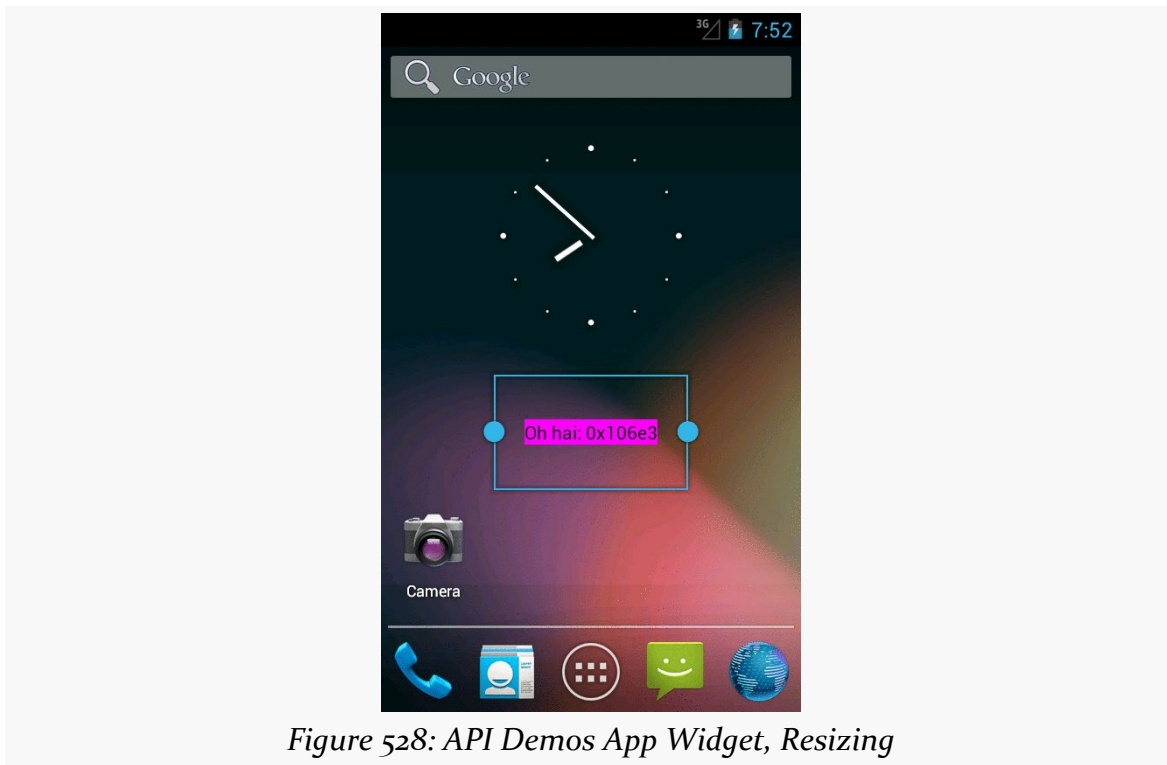 3G 7:52
Google
Oh hai: 0x106e3
Camera
Figure 528: API Demos App Widget, Resizing